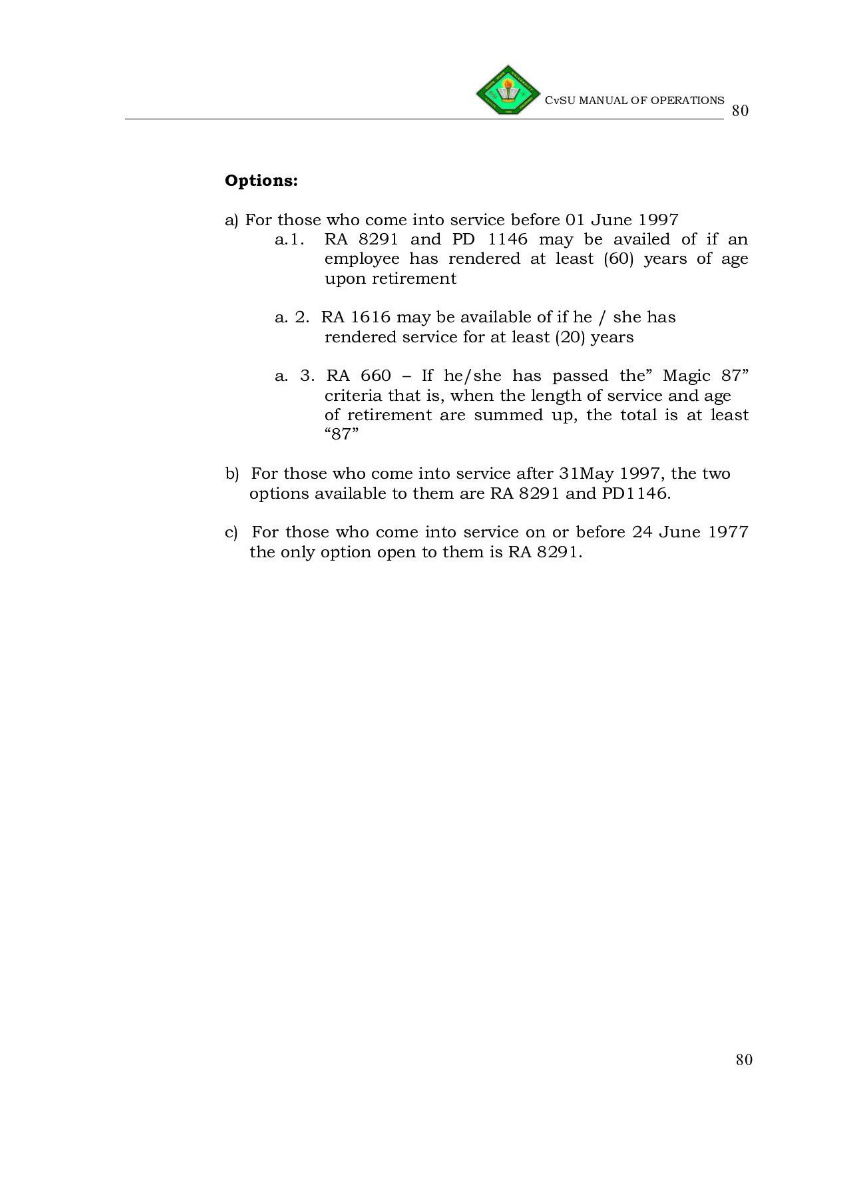 CvSU MANUAL OF OPERATIONS
80
Options:
a) For those who come into service before 01 June 1997
a.1. RA 8291 and PD 1146 may be availed of if an
employee has rendered at least (60) years of age
upon retirement
a. 2. RA 1616 may be available of if he / she has
rendered service for at least (20) years
a. 3. RA 660 – If he/she has passed the” Magic 87”
criteria that is, when the length of service and age
of retirement are summed up, the total is at least
“87”
b) For those who come into service after 31May 1997, the two
options available to them are RA 8291 and PD1146.
c) For those who come into service on or before 24 June 1977
the only option open to them is RA 8291.
80